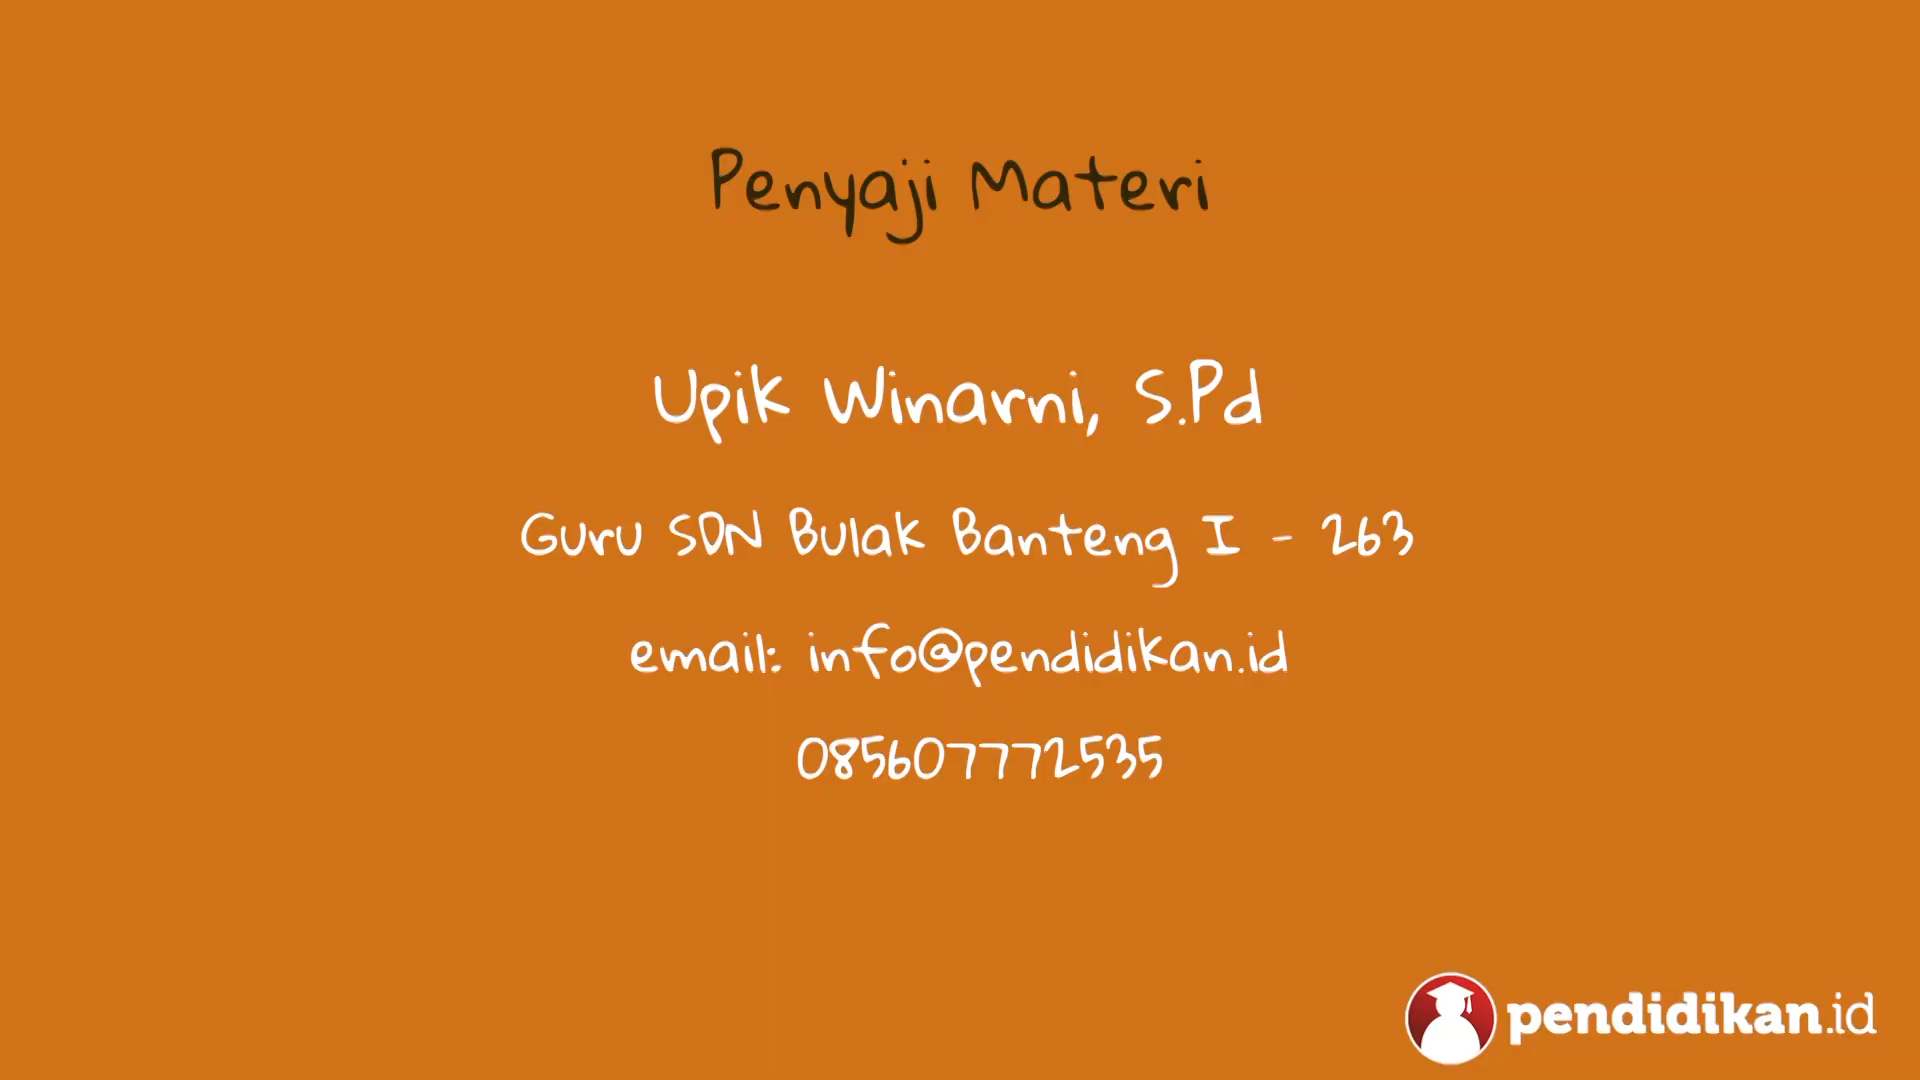 Penyaji Materi
Upik Winarni, S.Pd
Guru SDN Bulak Banteng I - 263
email: info@pendidikan.id
085607772535
pendidikan.id